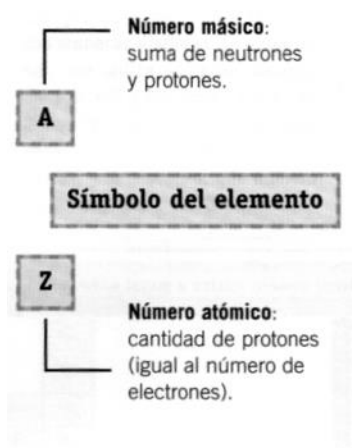 Número másico:
suma de neutrones
y protones.
A
Símbolo del elemento
Z
Número atómico:
cantidad de protones
(igual al número de
electrones).